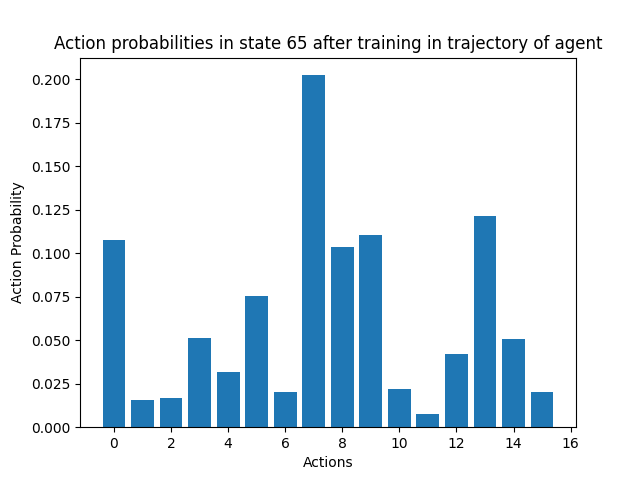 Action probabilities in state 65 after training in trajectory of agent
0.200
0.175
0.150
0.125
0.100
0.075
0.050
0.025
0.000
Action Probability
0 2 4 6 8 10 12 14 16
Actions